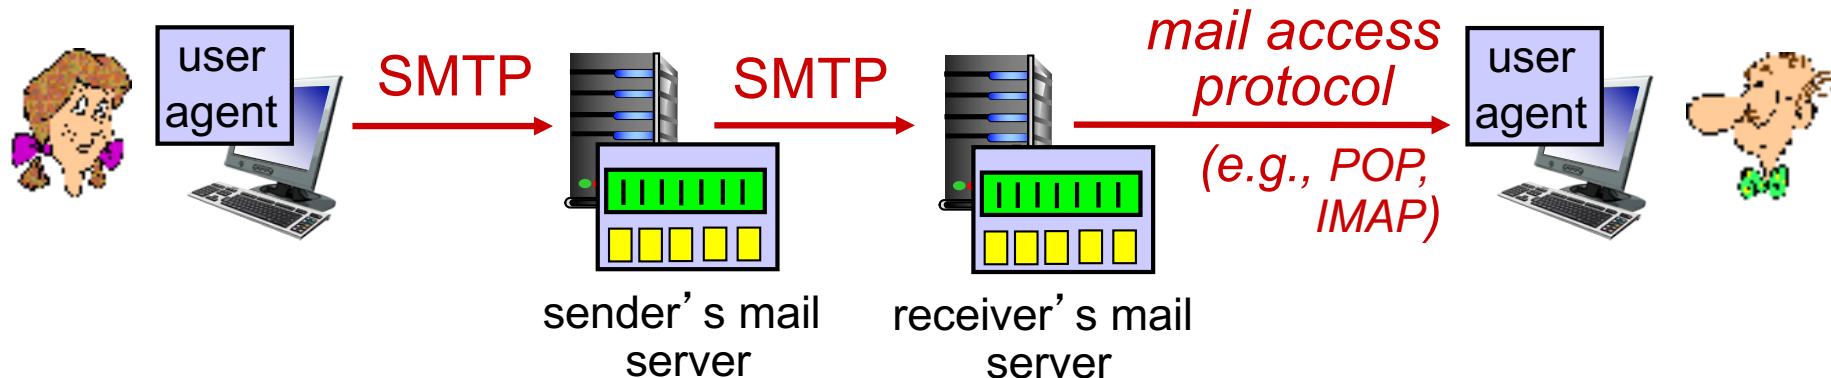 user
agent
SMTP
SMTP
mail access
protocol
(e.g., POP,
IMAP)
user
agent
sender’s mail
server
receiver’s mail
server